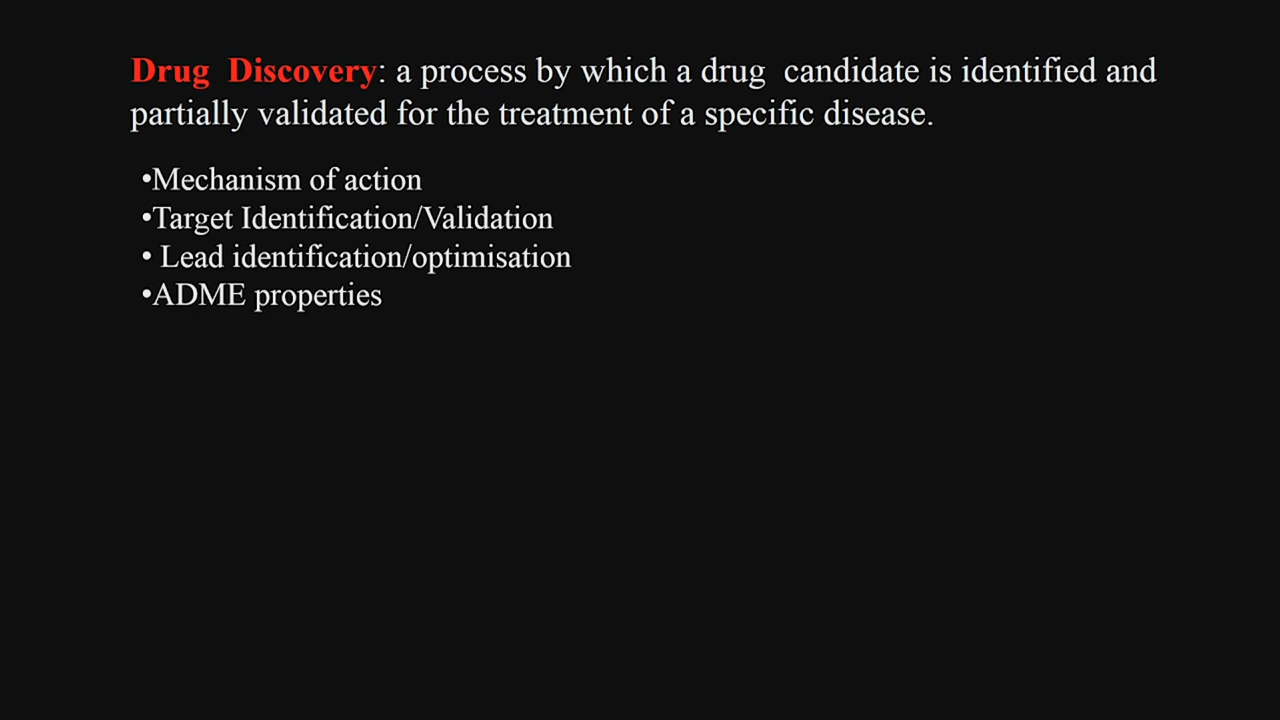 Drug Discovery: a process by which a drug candidate is identified and
partially validated for the treatment of a specific disease.
•Mechanism of action
•Target Identification/Validation
• Lead identification/optimisation
•ADME properties